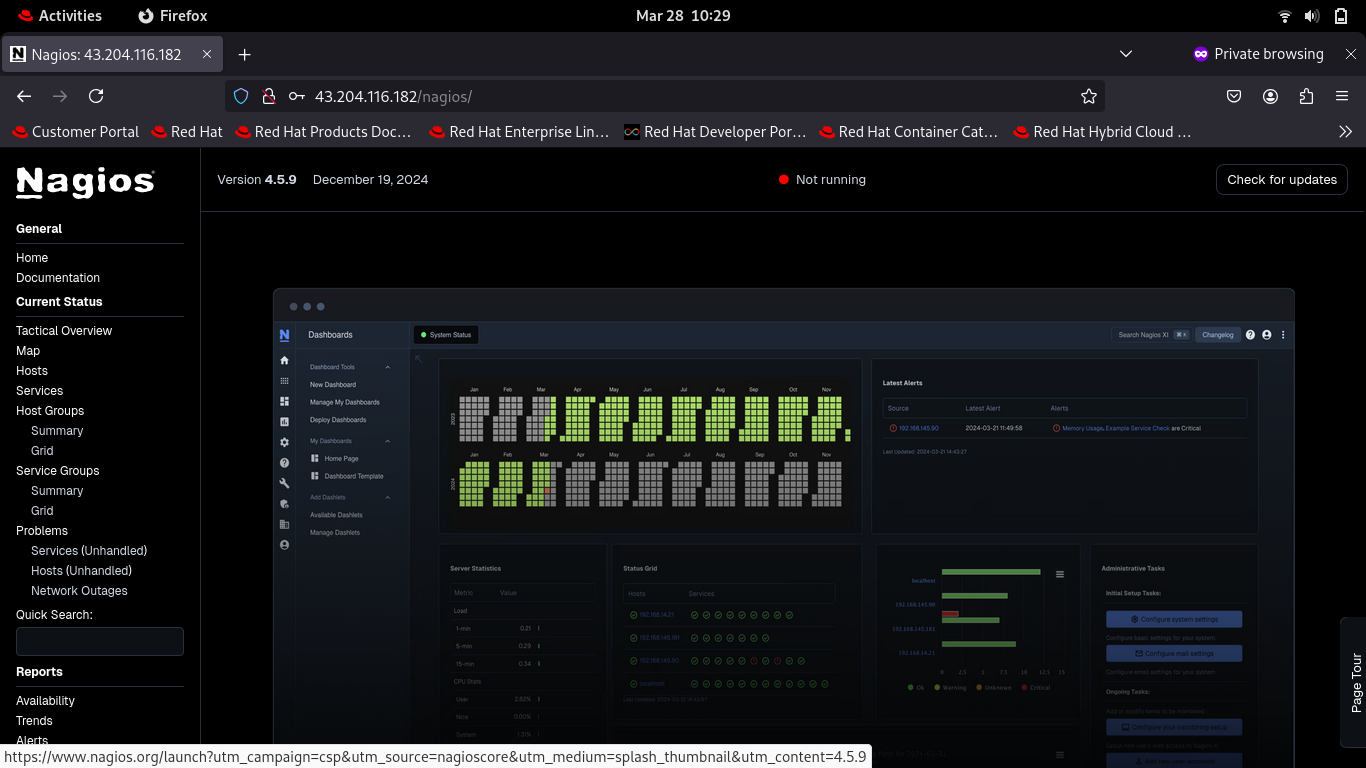 Activities Firefox Mar 28 10:29
Nagios: 43.204.116.182 Private browsing
43.204.116.182/nagios/
Customer Portal Red Hat Red Hat Products Doc… Red Hat Enterprise Lin… Red Hat Developer Por… Red Hat Container Cat… Red Hat Hybrid Cloud …
Nagios®
Version 4.5.9 December 19, 2024 Not running Check for updates
General
Home
Documentation
Current Status
Tactical Overview
Map
Hosts
Services
Host Groups
Summary
Grid
Service Groups
Summary
Grid
Problems
Services (Unhandled)
Hosts (Unhandled)
Network Outages
Quick Search:
Reports
Availability
Trends
Alerts
N Dashboards System Status Search Nagios XI ⌘K Changelog
Dashboard Tools
New Dashboard
Manage My Dashboards
Deploy Dashboards
My Dashboards
Home Page
Dashboard Template
Add Dashlets
Available Dashlets
Manage Dashlets
Jan Feb Mar Apr May Jun Jul Aug Sep Oct Nov
2023
Jan Feb Mar Apr May Jun Jul Aug Sep Oct Nov
2024
Latest Alerts
Source Latest Alert Alerts
192.168.145.90 2024-03-21 11:49:58 Memory Usage, Example Service Check are Critical
Last Updated: 2024-03-21 14:43:27
Server Statistics
Metric Value
Load
1-min 0.21
5-min 0.29
15-min 0.34
CPU Stats
User 2.82%
Nice 0.00%
System 1.31%
Status Grid
Hosts Services
192.168.14.21
192.168.145.181
192.168.145.90
localhost
localhost
192.168.145.90
192.168.145.181
192.168.14.21
0 2.5 5 7.5 10 12.5 15
Ok Warning Unknown Critical
Administrative Tasks
Initial Setup Tasks:
Configure system settings
Configure basic settings for your system.
Configure mail settings
Configure email settings for your system.
Ongoing Tasks:
Add or modify items to be monitored
Configure your monitoring setup
Add new user accounts
Page Tour
https://www.nagios.org/launch?utm_campaign=csp&utm_source=nagioscore&utm_medium=splash_thumbnail&utm_content=4.5.9